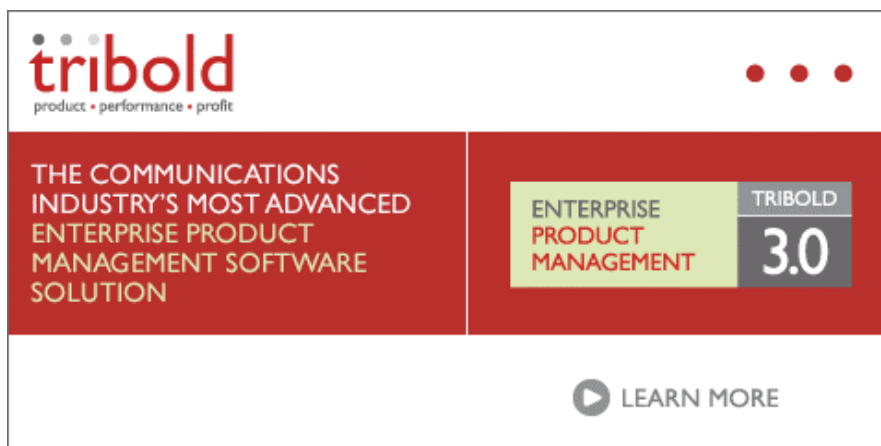 tribold
product • performance • profit
THE COMMUNICATIONS
INDUSTRY'S MOST ADVANCED
ENTERPRISE PRODUCT
MANAGEMENT SOFTWARE
SOLUTION
ENTERPRISE
PRODUCT
MANAGEMENT
TRIBOLD
3.0
LEARN MORE